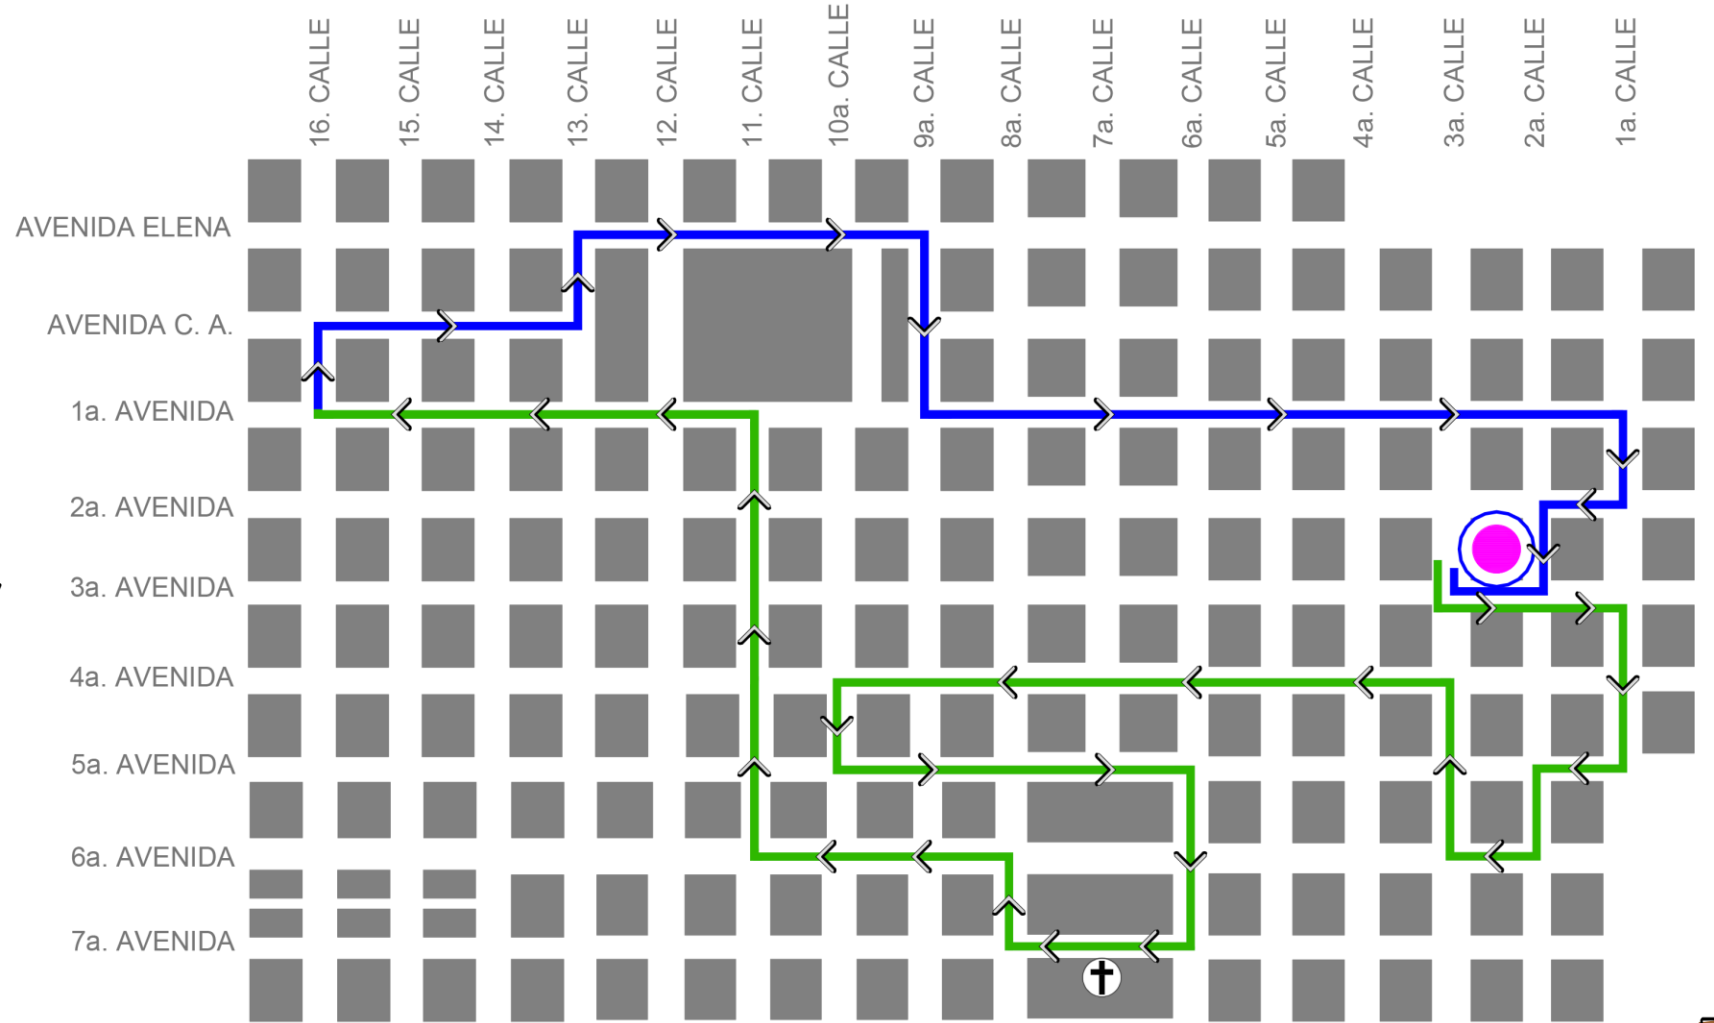 16. CALLE
15. CALLE
14. CALLE
13. CALLE
12. CALLE
11. CALLE
10a. CALLE
9a. CALLE
8a. CALLE
7a. CALLE
6a. CALLE
5a. CALLE
4a. CALLE
3a. CALLE
2a. CALLE
1a. CALLE
AVENIDA ELENA
AVENIDA C. A.
1a. AVENIDA
2a. AVENIDA
3a. AVENIDA
4a. AVENIDA
5a. AVENIDA
6a. AVENIDA
7a. AVENIDA